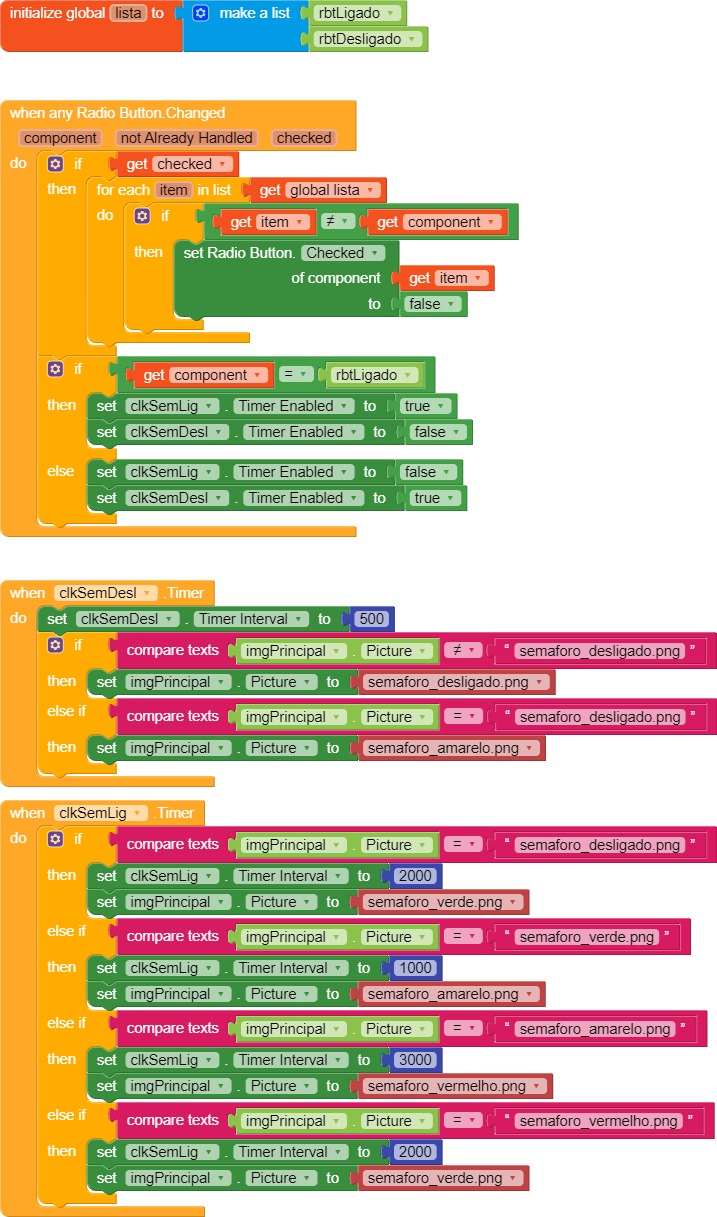 initialize global lista to make a list rbtLigado
rbtDesligado
when any Radio Button.Changed
component not Already Handled checked
do if get checked
then for each item in list get global lista
do if get item ≠ get component
then set Radio Button. Checked
of component get item
to false
if get component = rbtLigado
then set clkSemLig . Timer Enabled to true
set clkSemDesl . Timer Enabled to false
else set clkSemLig . Timer Enabled to false
set clkSemDesl . Timer Enabled to true
when clkSemDesl .Timer
do set clkSemDesl . Timer Interval to 500
if compare texts imgPrincipal . Picture ≠ “ semaforo_desligado.png ”
then set imgPrincipal . Picture to semaforo_desligado.png
else if compare texts imgPrincipal . Picture = “ semaforo_desligado.png ”
then set imgPrincipal . Picture to semaforo_amarelo.png
when clkSemLig .Timer
do if compare texts imgPrincipal . Picture = “ semaforo_desligado.png ”
then set clkSemLig . Timer Interval to 2000
set imgPrincipal . Picture to semaforo_verde.png
else if compare texts imgPrincipal . Picture = “ semaforo_verde.png ”
then set clkSemLig . Timer Interval to 1000
set imgPrincipal . Picture to semaforo_amarelo.png
else if compare texts imgPrincipal . Picture = “ semaforo_amarelo.png ”
then set clkSemLig . Timer Interval to 3000
set imgPrincipal . Picture to semaforo_vermelho.png
else if compare texts imgPrincipal . Picture = “ semaforo_vermelho.png ”
then set clkSemLig . Timer Interval to 2000
set imgPrincipal . Picture to semaforo_verde.png